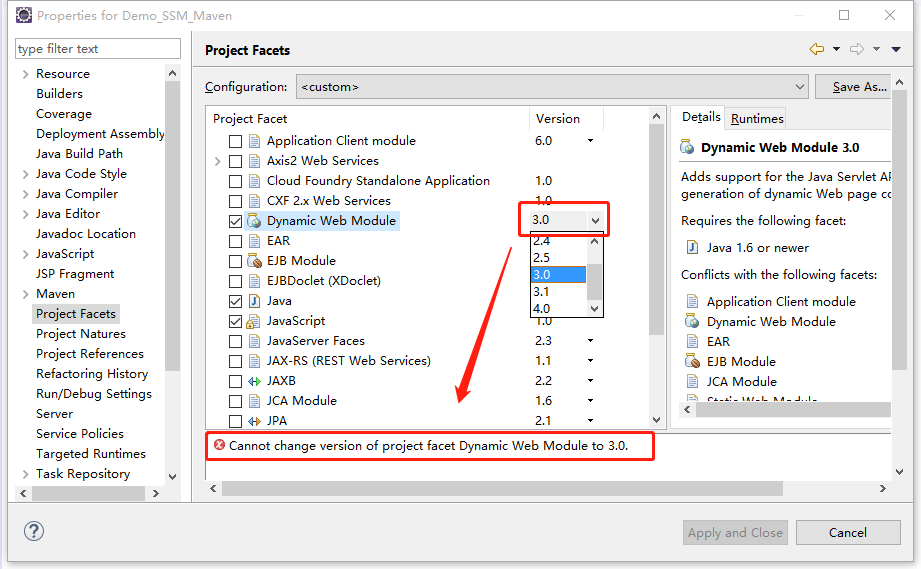 Properties for Demo_SSM_Maven
type filter text
Resource
Builders
Coverage
Deployment Assembly
Java Build Path
Java Code Style
Java Compiler
Java Editor
Javadoc Location
JavaScript
JSP Fragment
Maven
Project Facets
Project Natures
Project References
Refactoring History
Run/Debug Settings
Server
Service Policies
Targeted Runtimes
Task Repository
Project Facets
Configuration: <custom> Save As...
Project Facet Version
Application Client module 6.0
Axis2 Web Services
Cloud Foundry Standalone Application 1.0
CXF 2.x Web Services 1.0
Dynamic Web Module 3.0
EAR
EJB Module
EJBDoclet (XDoclet)
Java
JavaScript 1.0
JavaServer Faces 2.3
JAX-RS (REST Web Services) 1.1
JAXB 2.2
JCA Module 1.6
JPA 2.1
2.4
2.5
3.0
3.1
4.0
Details Runtimes
Dynamic Web Module 3.0
Adds support for the Java Servlet AP
generation of dynamic Web page co
Requires the following facet:
Java 1.6 or newer
Conflicts with the following facets:
Application Client module
Dynamic Web Module
EAR
EJB Module
JCA Module
Static Web Module
Cannot change version of project facet Dynamic Web Module to 3.0.
? Apply and Close Cancel